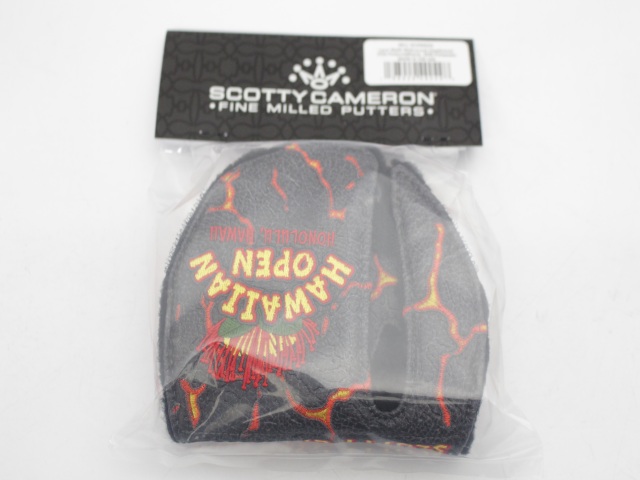 SCOTTY CAMERON
• FINE MILLED PUTTERS •
HAWAIIAN
OPEN
HONOLULU, HAWAII